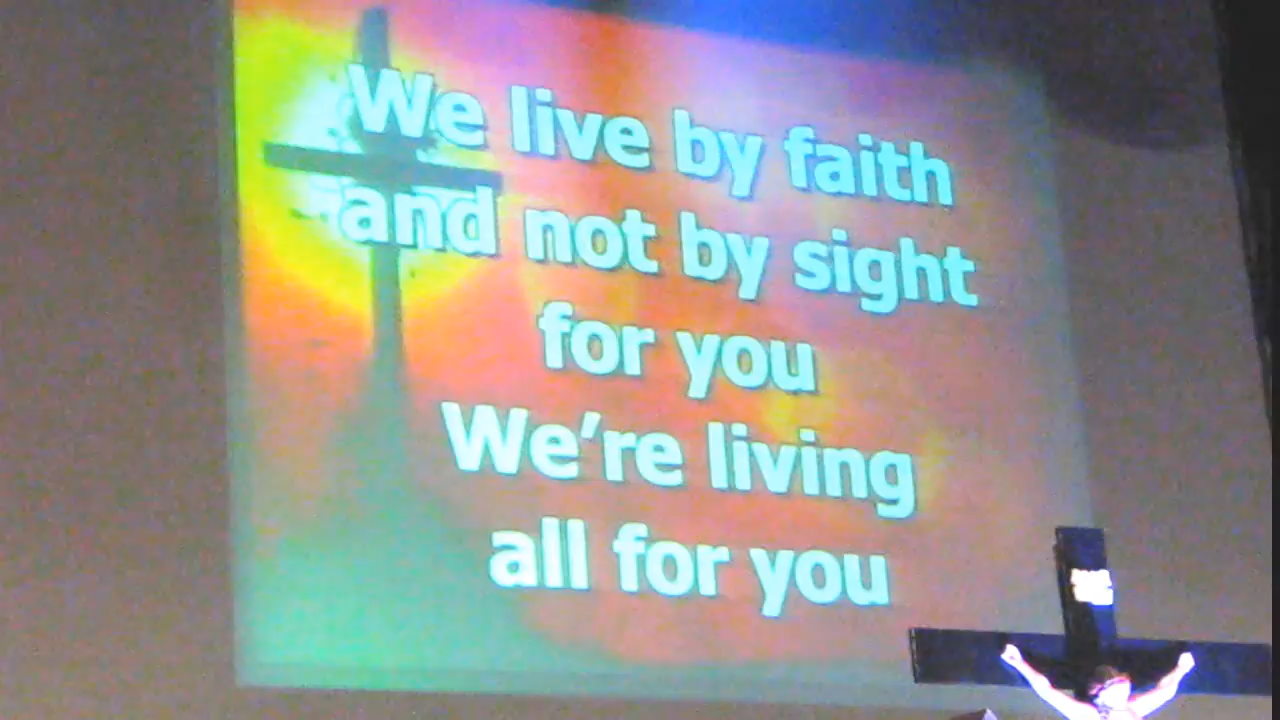 We live by faith
and not by sight
for you
We're living
all for you